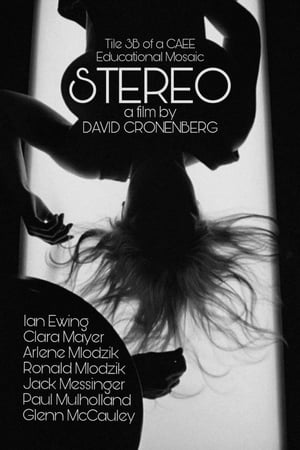 Tile 3B of a CAEE
Educational Mosaic
STEREO
a film by
DAVID CRONENBERG
Ian Ewing
Clara Mayer
Arlene Mlodzik
Ronald Mlodzik
Jack Messinger
Paul Mulholland
Glenn McCauley